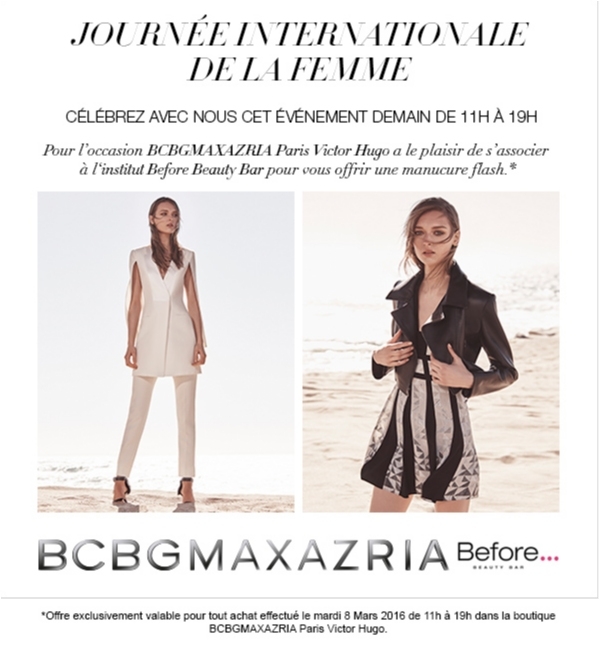 JOURNÉE INTERNATIONALE
DE LA FEMME
CÉLÉBREZ AVEC NOUS CET ÉVÉNEMENT DEMAIN DE 11H À 19H
Pour l'occasion BCBGMAXAZRIA Paris Victor Hugo a le plaisir de s'associer
à l'institut Before Beauty Bar pour vous offrir une manucure flash.*
BCBGMAXAZRIA Before...
BEAUTY BAR
*Offre exclusivement valable pour tout achat effectué le mardi 8 Mars 2016 de 11h à 19h dans la boutique
BCBGMAXAZRIA Paris Victor Hugo.